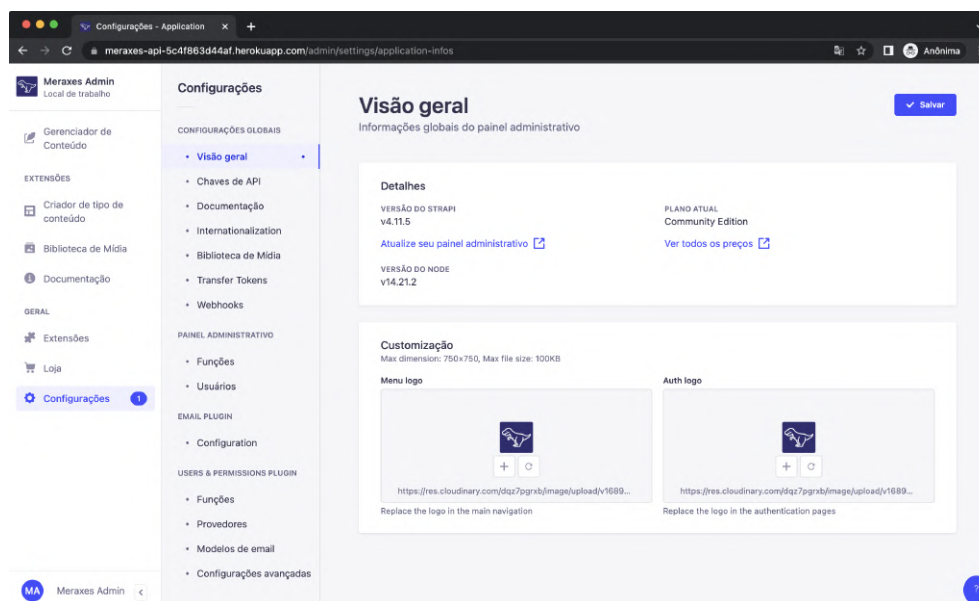 Configurações - Application
meraxes-api-5c4f863d44af.herokuapp.com/admin/settings/application-infos
Anônima
Meraxes Admin
Local de trabalho
Gerenciador de
Conteúdo
EXTENSÕES
Criador de tipo de
conteúdo
Biblioteca de Mídia
Documentação
GERAL
Extensões
Loja
Configurações 1
MA Meraxes Admin
Configurações
CONFIGURAÇÕES GLOBAIS
Visão geral
Chaves de API
Documentação
Internationalization
Biblioteca de Mídia
Transfer Tokens
Webhooks
PAINEL ADMINISTRATIVO
Funções
Usuários
EMAIL PLUGIN
Configuration
USERS & PERMISSIONS PLUGIN
Funções
Provedores
Modelos de email
Configurações avançadas
Visão geral
Informações globais do painel administrativo
Salvar
Detalhes
VERSÃO DO STRAPI
v4.11.5
Atualize seu painel administrativo
PLANO ATUAL
Community Edition
Ver todos os preços
VERSÃO DO NODE
v14.21.2
Customização
Max dimension: 750×750, Max file size: 100KB
Menu logo
https://res.cloudinary.com/dqz7pgrxb/image/upload/v1689...
Replace the logo in the main navigation
Auth logo
https://res.cloudinary.com/dqz7pgrxb/image/upload/v1689...
Replace the logo in the authentication pages
?